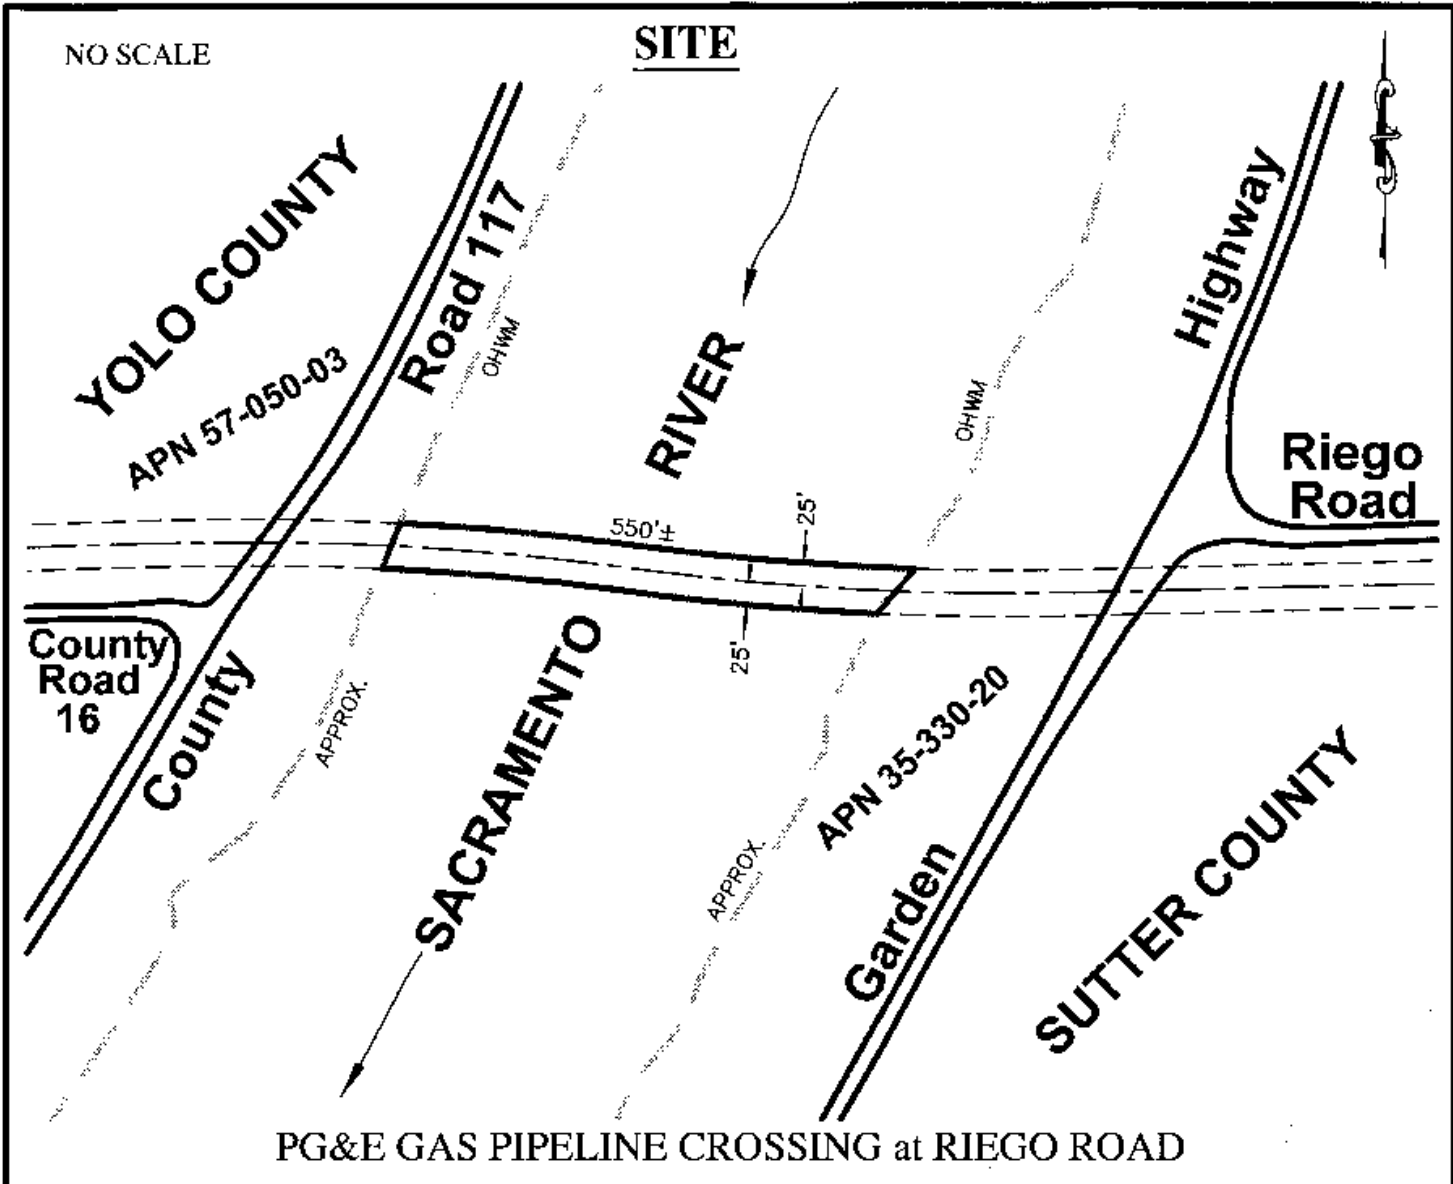 SITE
NO SCALE
YOLO COUNTY
APN 57-050-03
County Road 117
OHWM
RIVER
OHWM
Highway
Riego
Road
550'±
25'
25'
County
Road
16
APPROX.
SACRAMENTO
APPROX.
APN 35-330-20
Garden
SUTTER COUNTY
PG&E GAS PIPELINE CROSSING at RIEGO ROAD